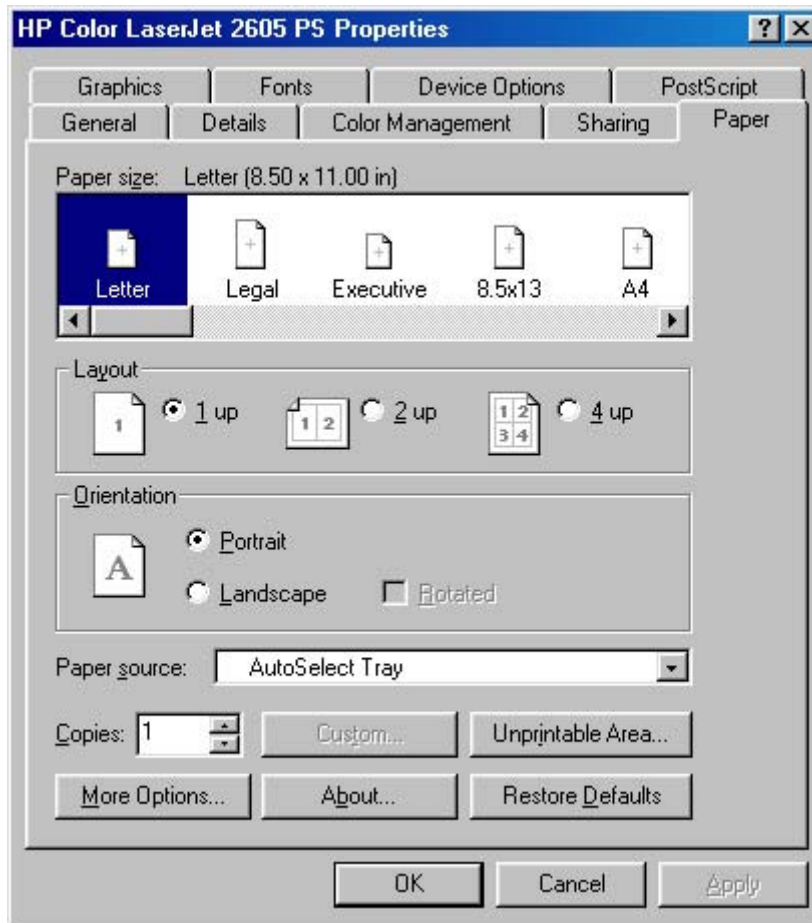 HP Color LaserJet 2605 PS Properties
Graphics Fonts Device Options PostScript
General Details Color Management Sharing Paper
Paper size: Letter (8.50 x 11.00 in)
Letter Legal Executive 8.5x13 A4
Layout
1 1 up 1 2 2 up 1 2 4 up
3 4
Orientation
A Portrait
Landscape Rotated
Paper source: AutoSelect Tray
Copies: 1 Custom... Unprintable Area...
More Options... About... Restore Defaults
OK Cancel Apply